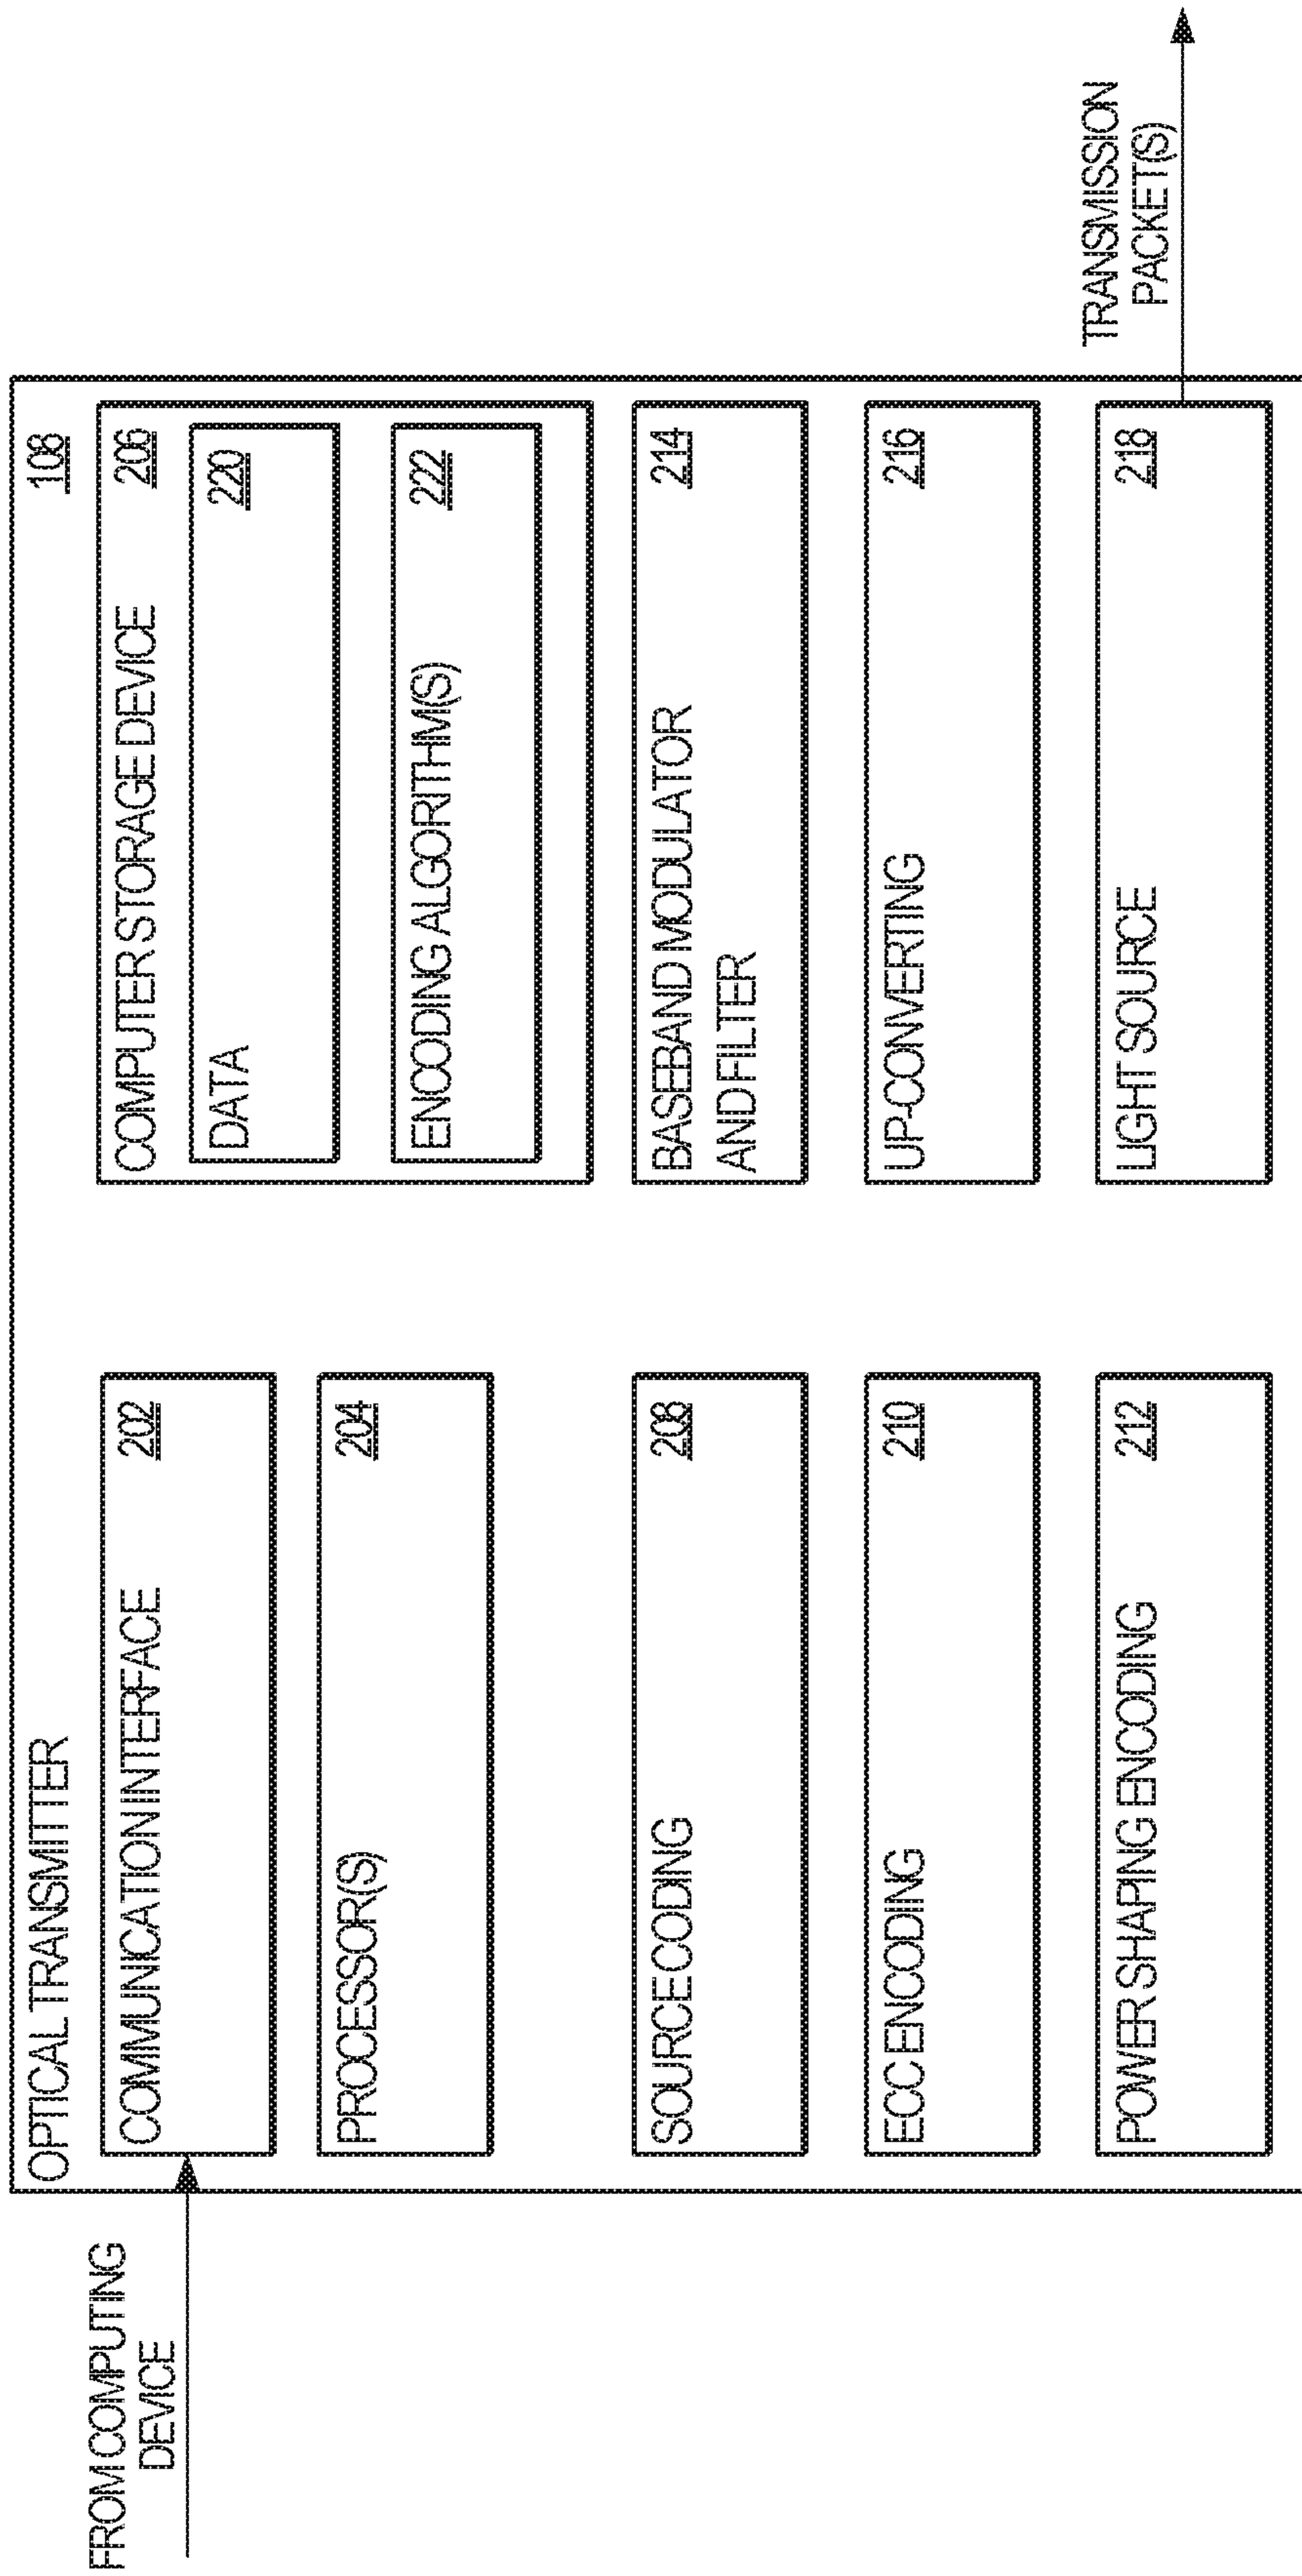 FROM COMPUTING
DEVICE
OPTICAL TRANSMITTER
108
COMMUNICATION INTERFACE
202
PROCESSOR(S)
204
SOURCE CODING
208
ECC ENCODING
210
POWER SHAPING ENCODING
212
COMPUTER STORAGE DEVICE
206
DATA
220
ENCODING ALGORITHM(S)
222
BASEBAND MODULATOR
214
AND FILTER
UP-CONVERTING
216
LIGHT SOURCE
218
TRANSMISSION
PACKET(S)